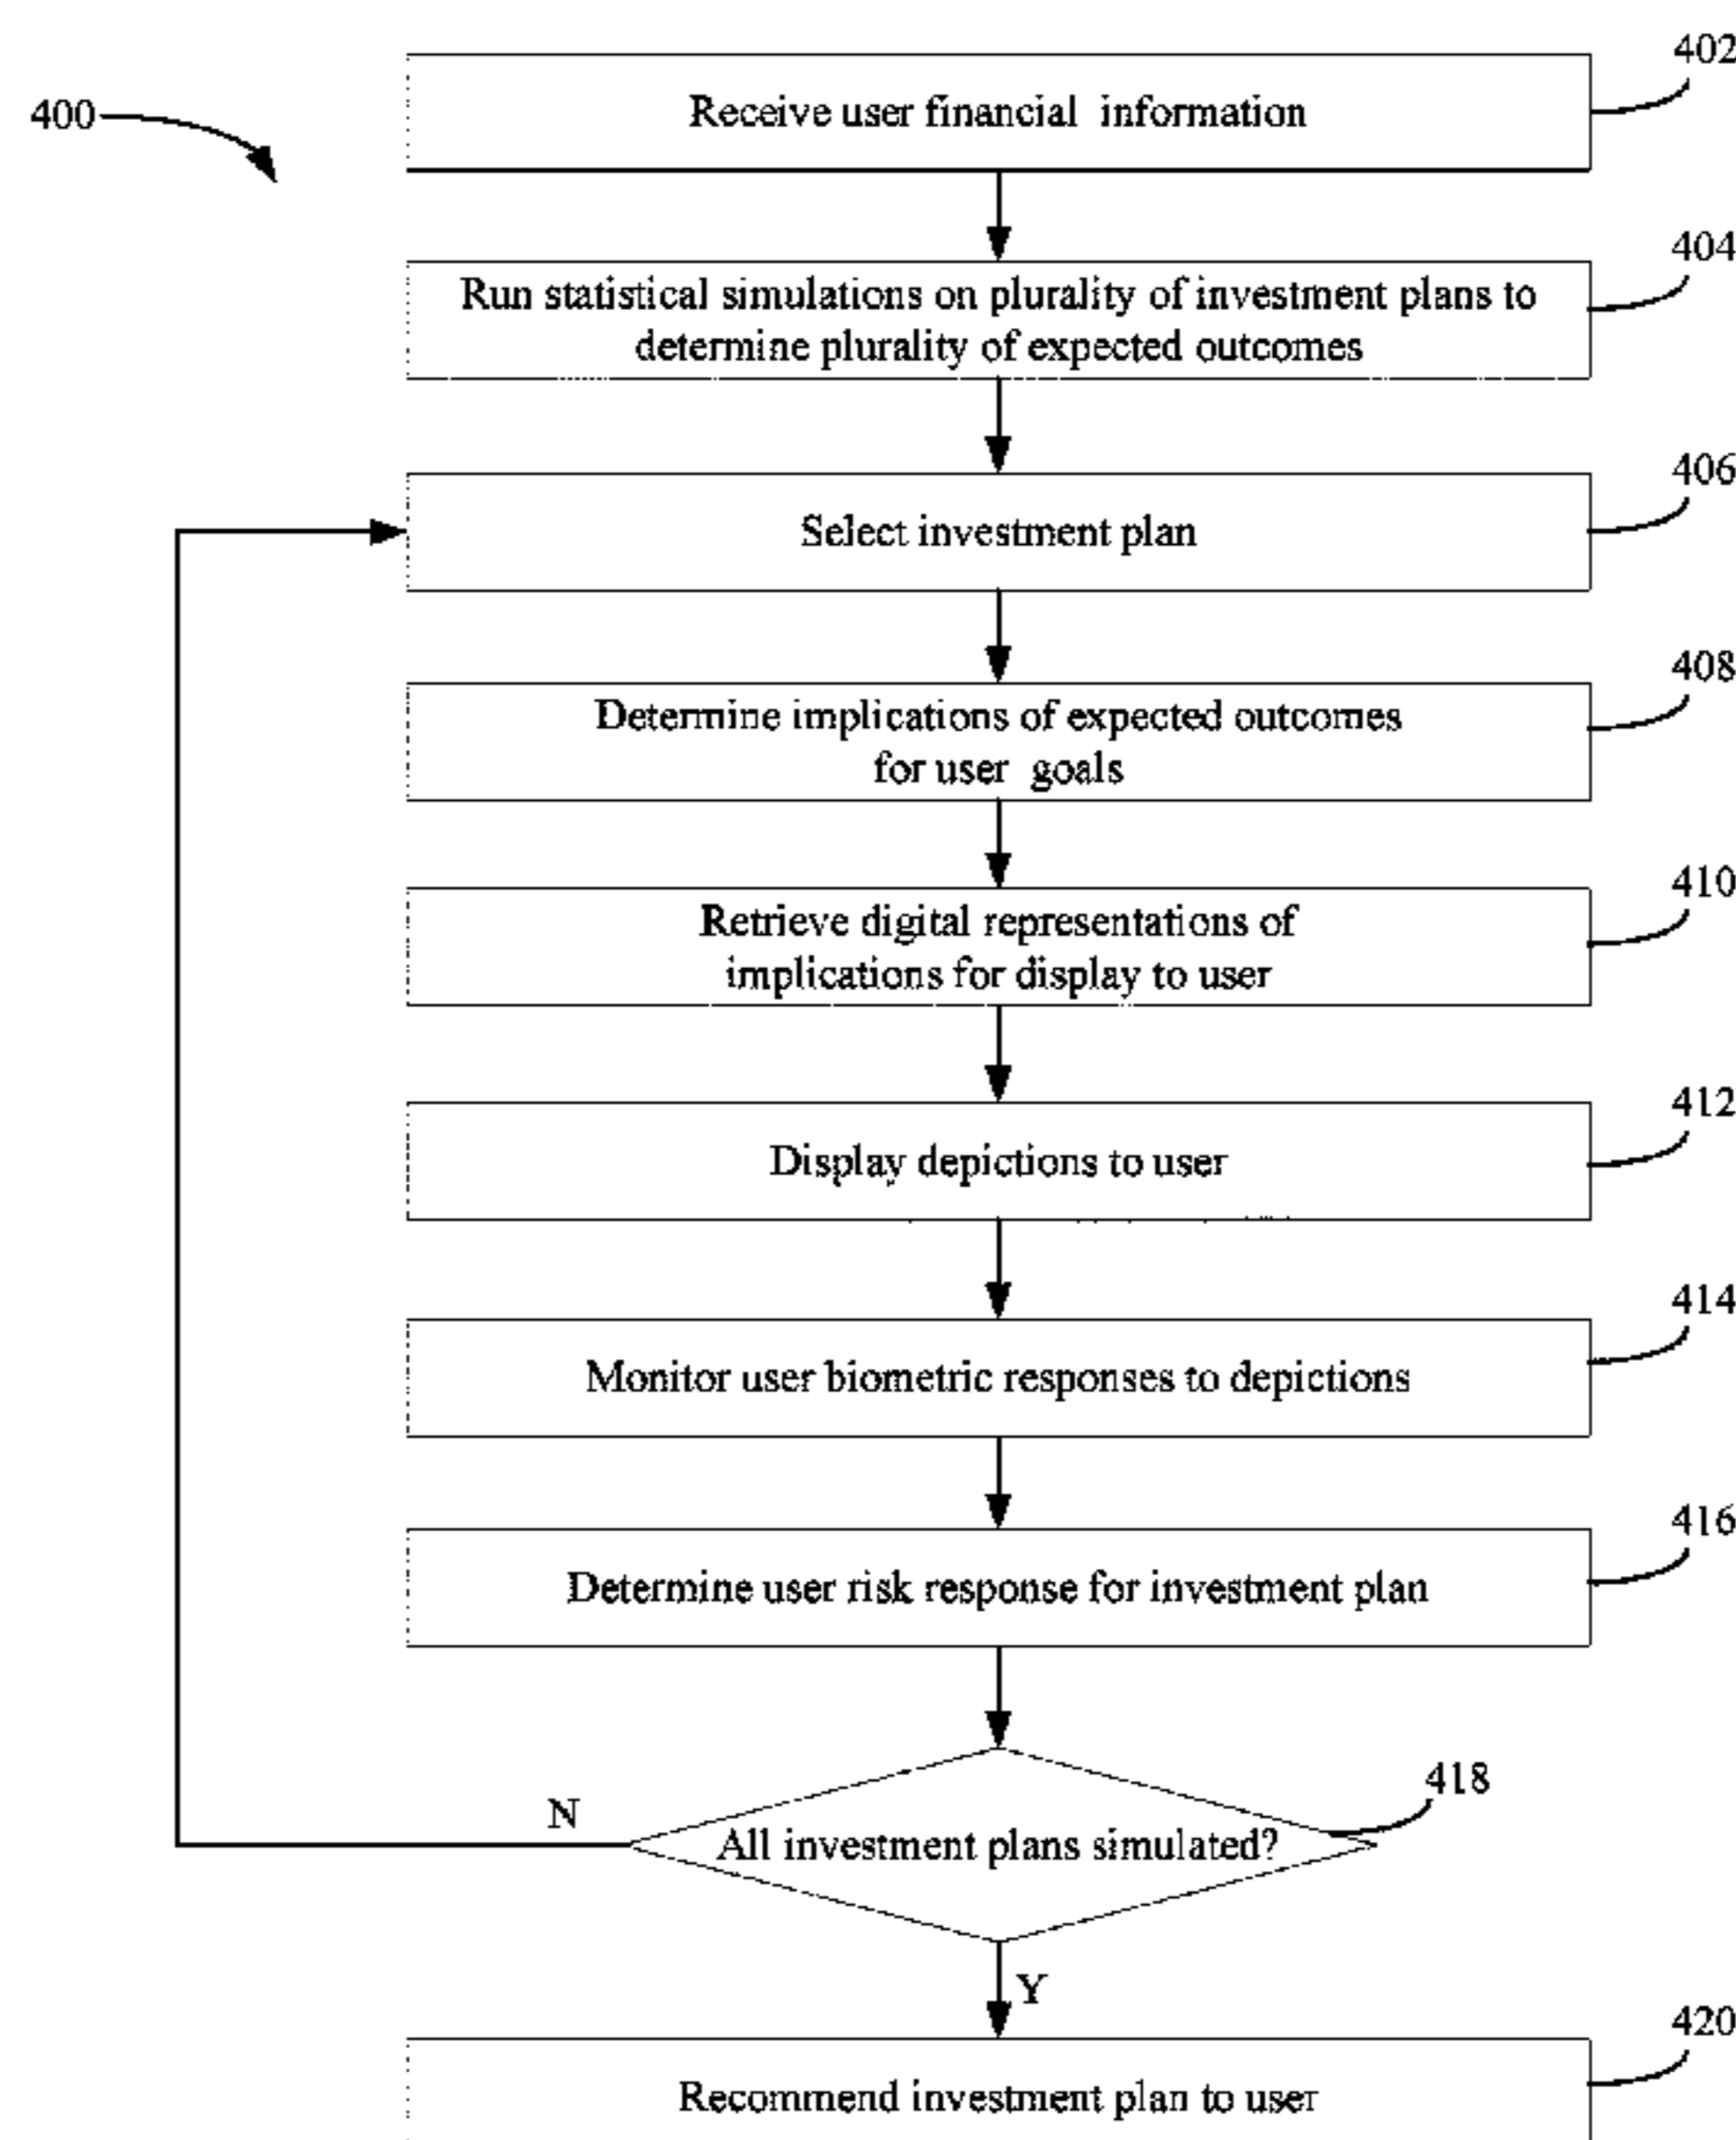 402
Receive user financial information
400
404
Run statistical simulations on plurality of investment plans to
determine plurality of expected outcomes
406
Select investment plan
408
Determine implications of expected outcomes
for user goals
410
Retrieve digital representations of
implications for display to user
412
Display depictions to user
414
Monitor user biometric responses to depictions
416
Determine user risk response for investment plan
418
N
All investment plans simulated?
Y
420
Recommend investment plan to user